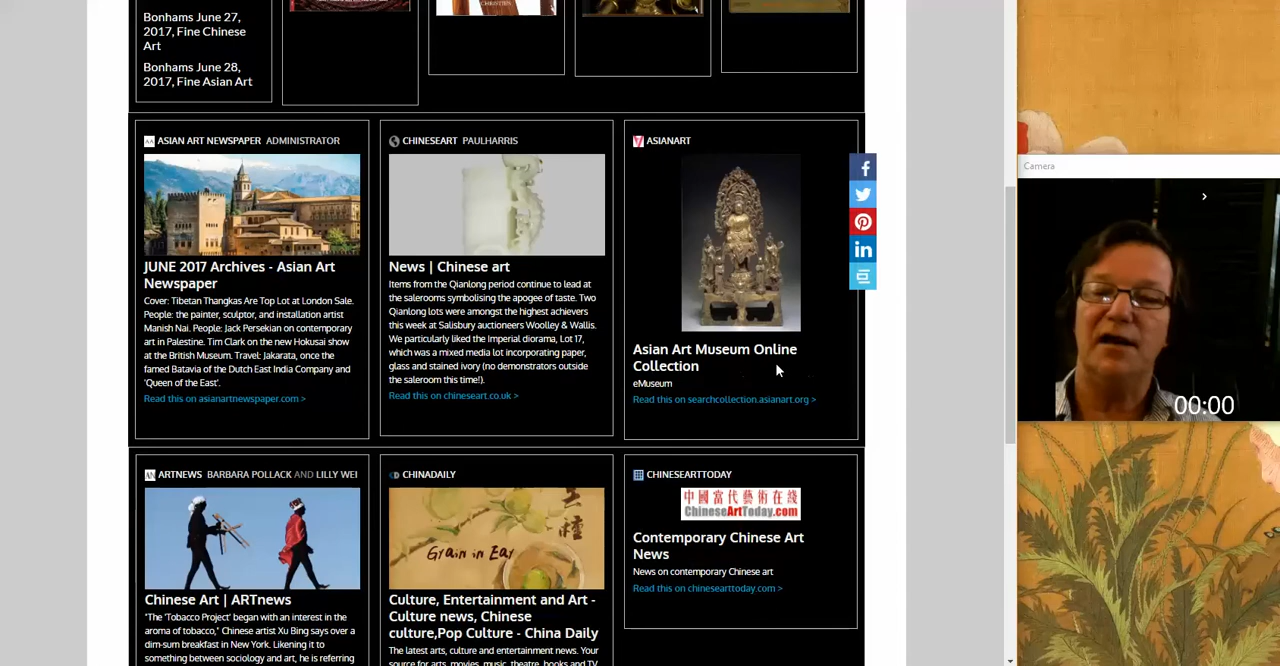 Bonhams June 27,
2017, Fine Chinese
Art
Bonhams June 28,
2017, Fine Asian Art
CHRISTIE'S
ASIAN ART NEWSPAPER ADMINISTRATOR
JUNE 2017 Archives - Asian Art
Newspaper
Cover: Tibetan Thangkas Are Top Lot at London Sale.
People: the painter, sculptor, and installation artist
Manish Nai. People: Jack Persekian on contemporary
art in Palestine. Tim Clark on the new Hokusai show
at the British Museum. Travel: Jakarata, once the
famed Batavia of the Dutch East India Company and
'Queen of the East'.
Read this on asianartnewspaper.com >
CHINESEART PAULHARRIS
News | Chinese art
Items from the Qianlong period continue to lead at
the salerooms symbolising the apogee of taste. Two
Qianlong lots were amongst the highest achievers
this week at Salisbury auctioneers Woolley & Wallis.
We particularly liked the Imperial diorama, Lot 17,
which was a mixed media lot incorporating paper,
glass and stained ivory (no demonstrators outside
the saleroom this time!).
Read this on chineseart.co.uk >
ASIANART
Asian Art Museum Online
Collection
eMuseum
Read this on searchcollection.asianart.org >
Camera
00:00
ARTNEWS BARBARA POLLACK AND LILLY WEI
Chinese Art | ARTnews
"The 'Tobacco Project' began with an interest in the
aroma of tobacco," Chinese artist Xu Bing says over a
dim-sum breakfast in New York. Likening it to
something between sociology and art, he is referring
CHINADAILY
Grain in Ear
Culture, Entertainment and Art -
Culture news, Chinese
culture,Pop Culture - China Daily
The latest arts, culture and entertainment news. Your
source for arts, movies, music, theatre, books and TV
CHINESEARTTODAY
中國當代藝術在綫
ChineseArtToday.com
Contemporary Chinese Art
News
News on contemporary Chinese art
Read this on chinesearttoday.com >